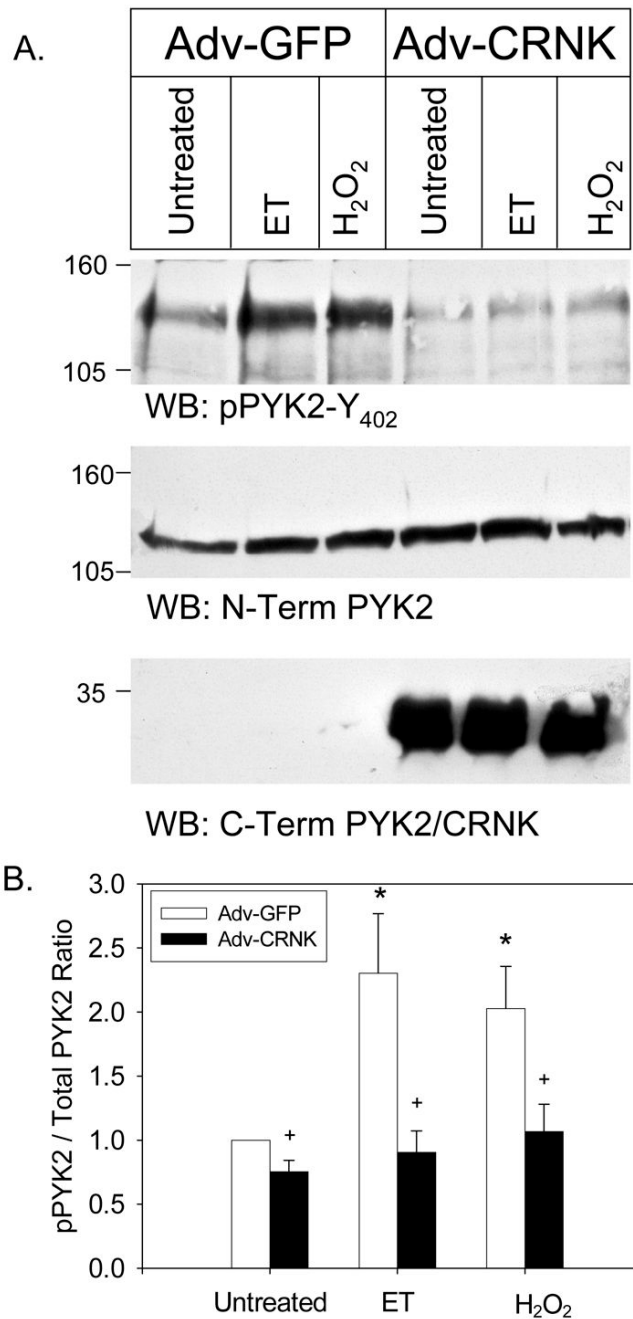 A.
Adv-GFP Adv-CRNK
Untreated ET H₂O₂ Untreated ET H₂O₂
160
105
WB: pPYK2-Y₄₀₂
160
105
WB: N-Term PYK2
35
WB: C-Term PYK2/CRNK
B.
pPYK2 / Total PYK2 Ratio
3.0
2.5
2.0
1.5
1.0
0.5
0.0
Adv-GFP
Adv-CRNK
* *
+ + +
Untreated ET H₂O₂